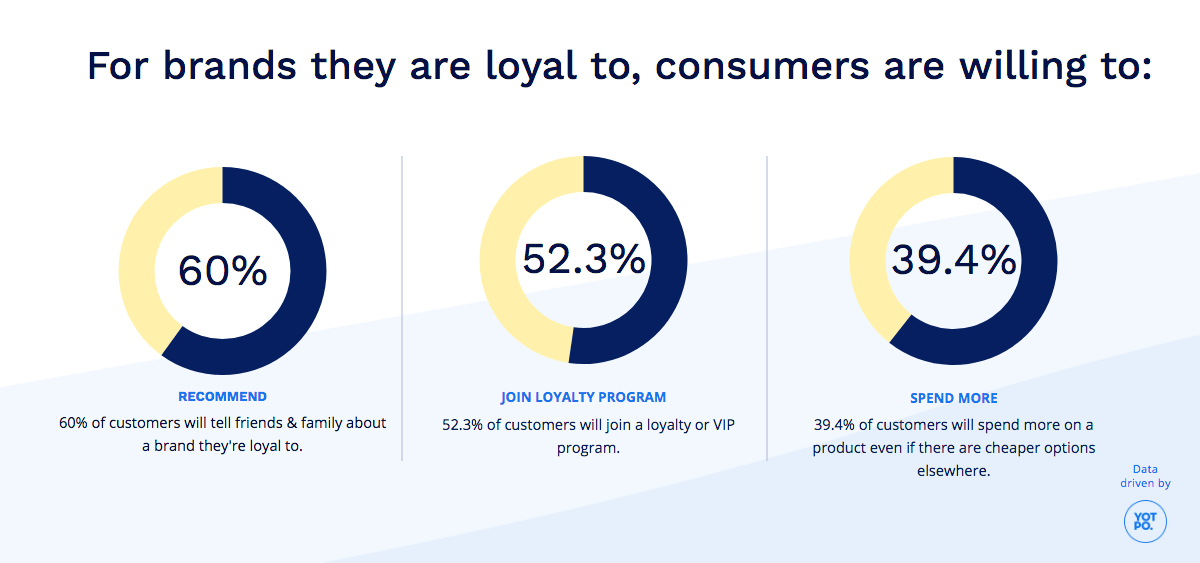 For brands they are loyal to, consumers are willing to:
60%
RECOMMEND
60% of customers will tell friends & family about
a brand they're loyal to.
52.3%
JOIN LOYALTY PROGRAM
52.3% of customers will join a loyalty or VIP
program.
39.4%
SPEND MORE
39.4% of customers will spend more on a
product even if there are cheaper options
elsewhere.
Data
driven by
YOT
PO.